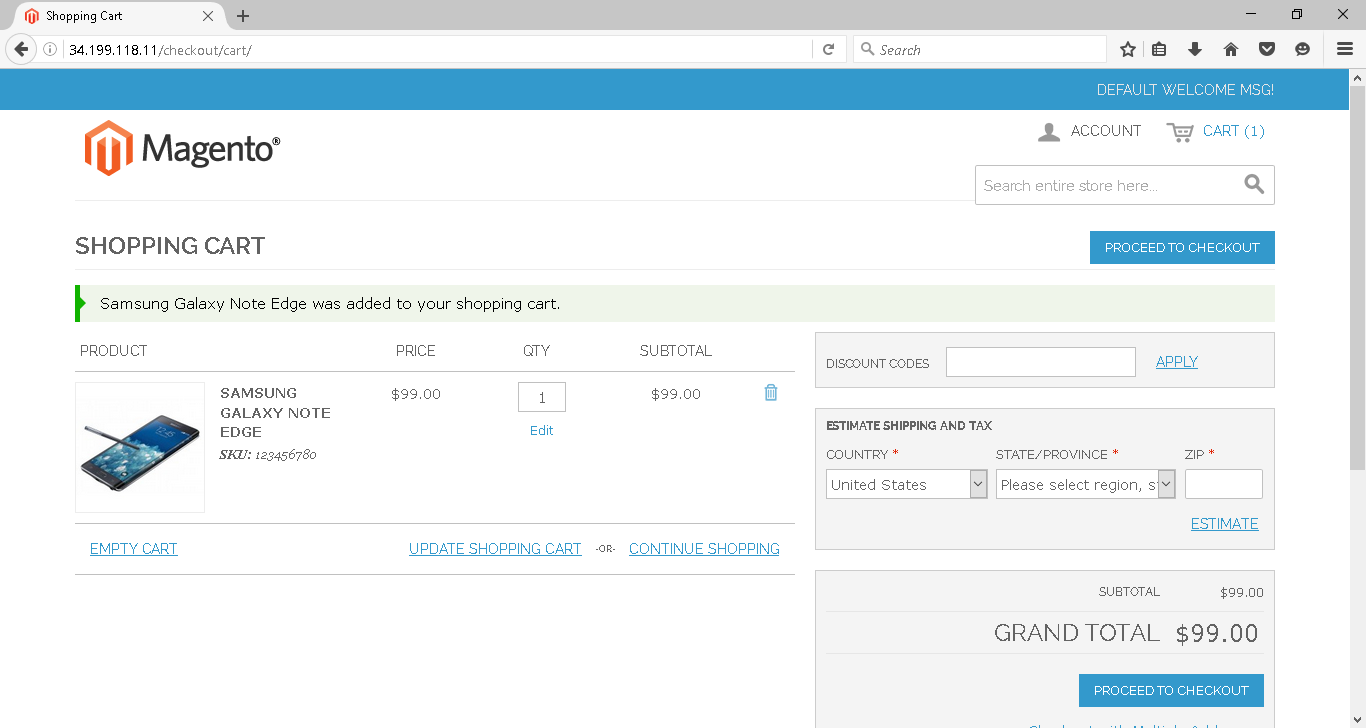 Shopping Cart
34.199.118.11/checkout/cart/
Search
DEFAULT WELCOME MSG!
Magento®
ACCOUNT
CART (1)
Search entire store here...
SHOPPING CART
PROCEED TO CHECKOUT
Samsung Galaxy Note Edge was added to your shopping cart.
PRODUCT PRICE QTY SUBTOTAL
SAMSUNG GALAXY NOTE EDGE
SKU: 123456780
$99.00
1
Edit
$99.00
EMPTY CART
UPDATE SHOPPING CART -OR- CONTINUE SHOPPING
DISCOUNT CODES
APPLY
ESTIMATE SHIPPING AND TAX
COUNTRY * STATE/PROVINCE * ZIP *
United States Please select region, s
ESTIMATE
SUBTOTAL $99.00
GRAND TOTAL $99.00
PROCEED TO CHECKOUT